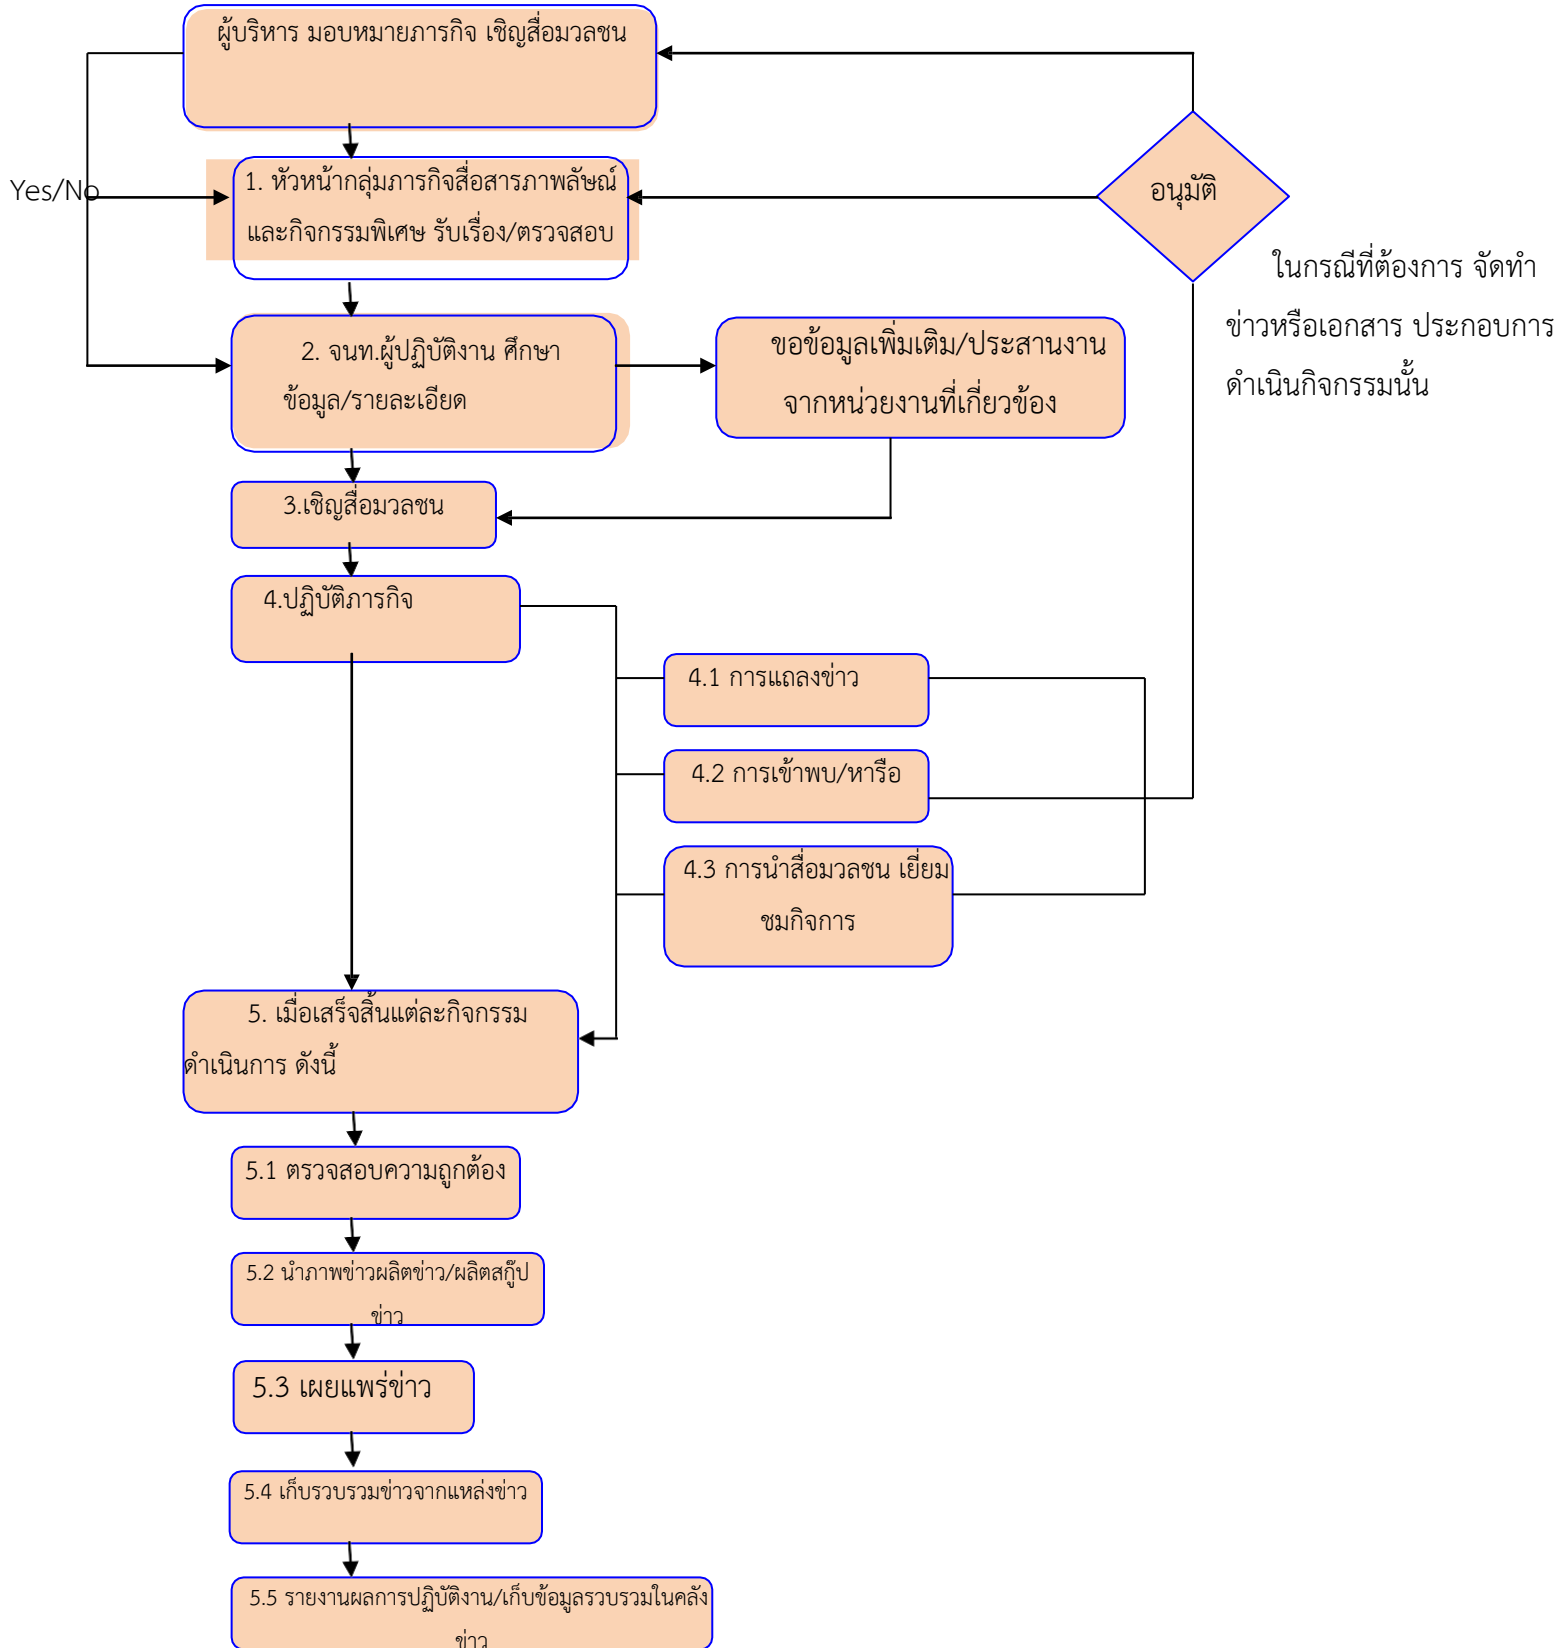 ผู้บริหาร มอบหมายภารกิจ เชิญสื่อมวลชน
Yes/No
1. หัวหน้ากลุ่มภารกิจสื่อสารภาพลัษณ์
และกิจกรรมพิเศษ รับเรื่อง/ตรวจสอบ
อนุมัติ
ในกรณีที่ต้องการ จัดทำ
ข่าวหรือเอกสาร ประกอบการ
ดำเนินกิจกรรมนั้น
2. จนท.ผู้ปฏิบัติงาน ศึกษา
ข้อมูล/รายละเอียด
ขอข้อมูลเพิ่มเติม/ประสานงาน
จากหน่วยงานที่เกี่ยวข้อง
3.เชิญสื่อมวลชน
4.ปฏิบัติภารกิจ
4.1 การแถลงข่าว
4.2 การเข้าพบ/หารือ
4.3 การนำสื่อมวลชน เยี่ยม
ชมกิจการ
5. เมื่อเสร็จสิ้นแต่ละกิจกรรม
ดำเนินการ ดังนี้
5.1 ตรวจสอบความถูกต้อง
5.2 นำภาพข่าวผลิตข่าว/ผลิตสกู๊ป
ข่าว
5.3 เผยแพร่ข่าว
5.4 เก็บรวบรวมข่าวจากแหล่งข่าว
5.5 รายงานผลการปฏิบัติงาน/เก็บข้อมูลรวบรวมในคลัง
ข่าว